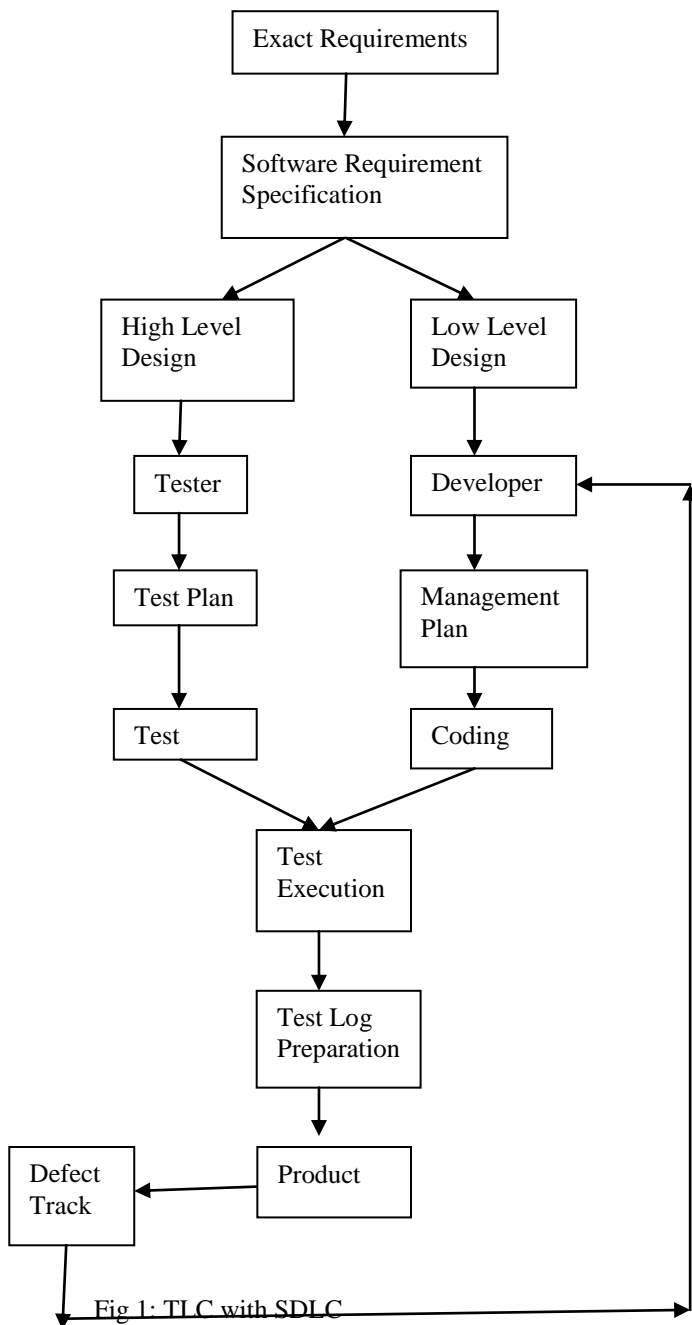 Exact Requirements
Software Requirement
Specification
High Level
Design
Low Level
Design
Tester
Developer
Test Plan
Management
Plan
Test
Coding
Test
Execution
Test Log
Preparation
Defect
Track
Product
Fig 1: TLC with SDLC